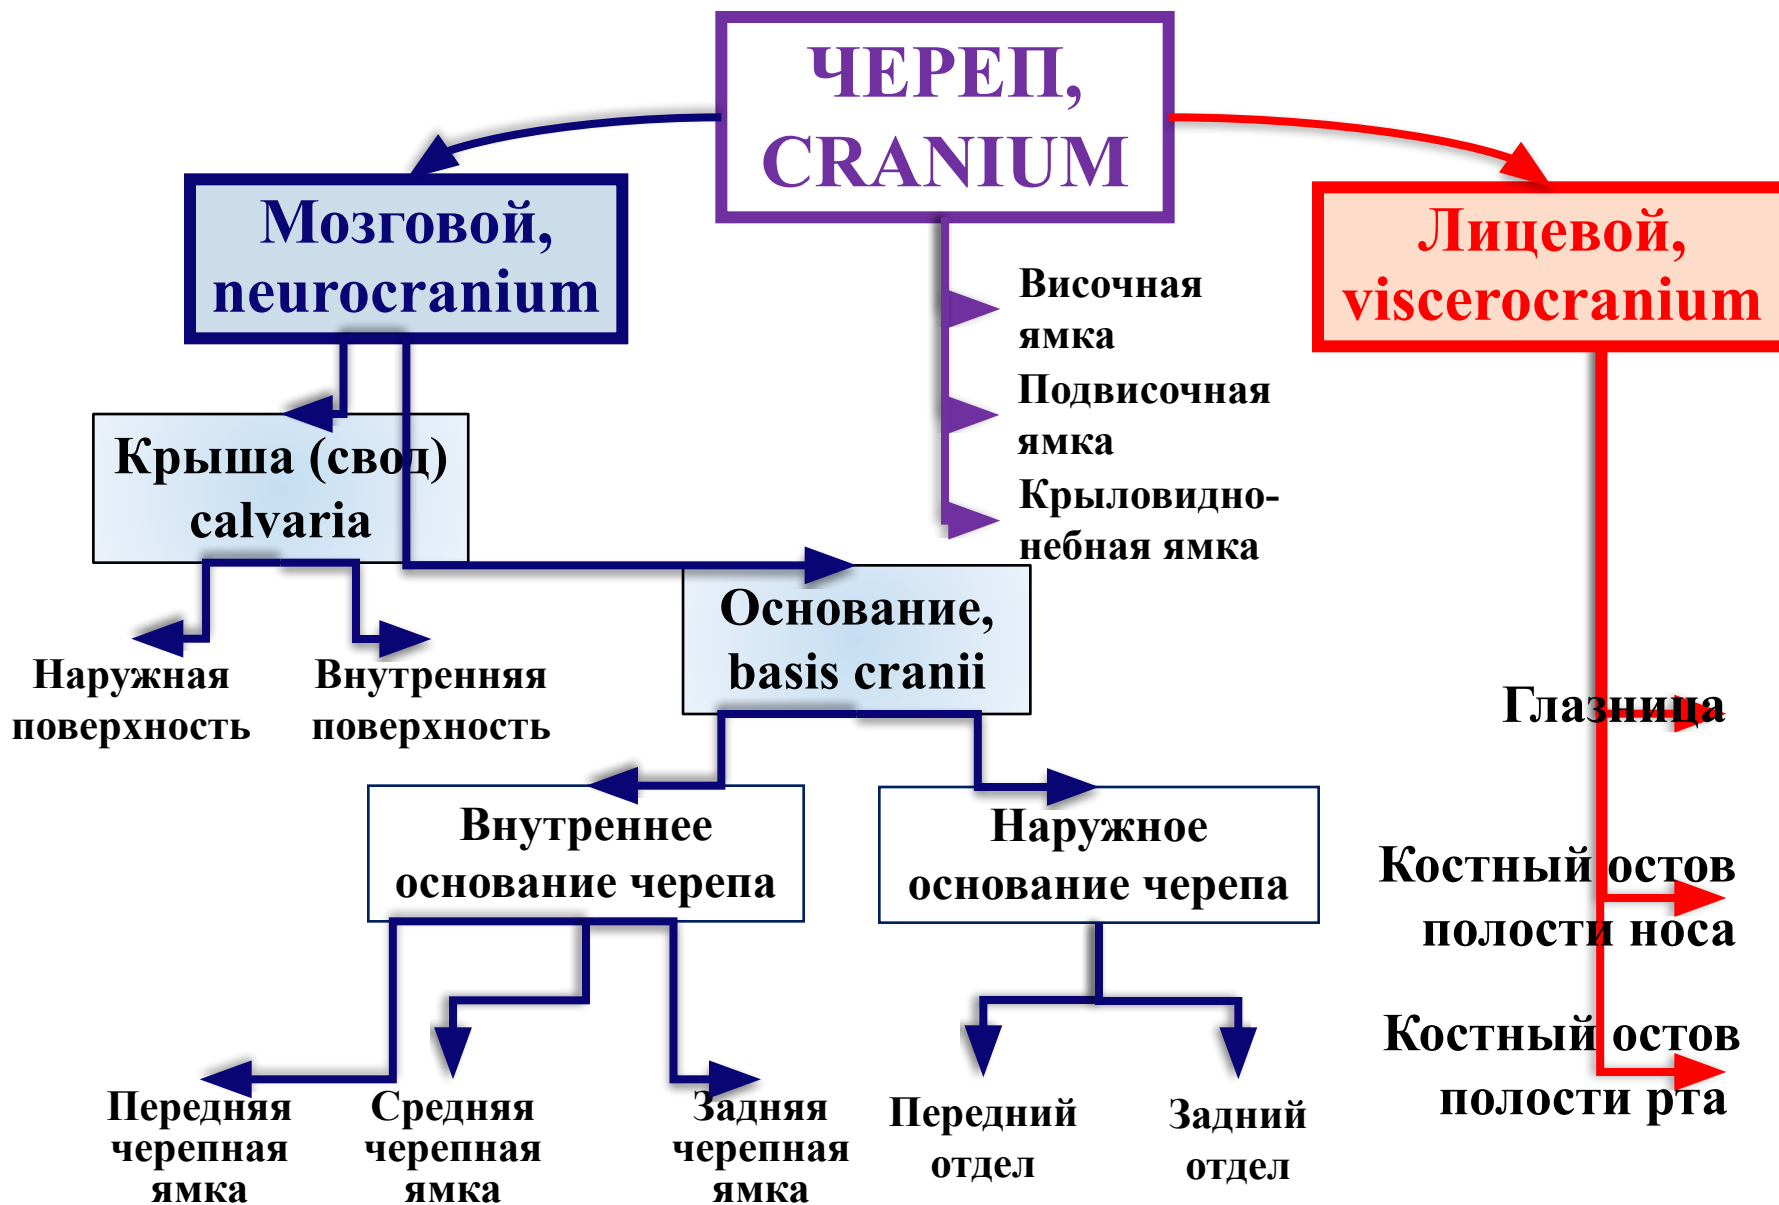 ЧЕРЕП,
CRANIUM
Мозговой,
neurocranium
Лицевой,
viscerocranium
Височная
ямка
Подвисочная
ямка
Крыловидно-
небная ямка
Крыша (свод)
calvaria
Основание,
basis cranii
Наружная
поверхность
Внутренняя
поверхность
Глазница
Внутреннее
основание черепа
Наружное
основание черепа
Костный остов
полости носа
Костный остов
полости рта
Передняя
черепная
ямка
Средняя
черепная
ямка
Задняя
черепная
ямка
Передний
отдел
Задний
отдел